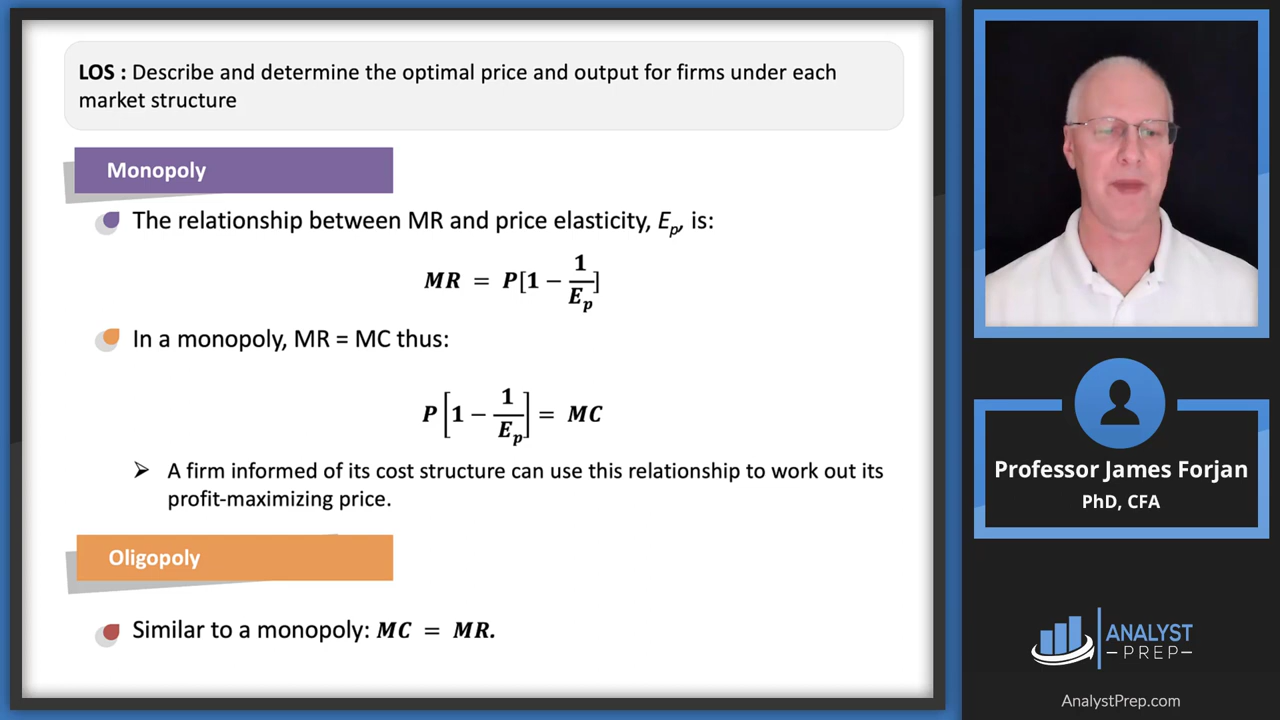 LOS : Describe and determine the optimal price and output for firms under each
market structure
Monopoly
The relationship between MR and price elasticity, Ep, is:
MR = P[1 − 1/Ep]
In a monopoly, MR = MC thus:
P[1 − 1/Ep] = MC
A firm informed of its cost structure can use this relationship to work out its
profit-maximizing price.
Oligopoly
Similar to a monopoly: MC = MR.
Professor James Forjan
PhD, CFA
ANALYST
PREP
AnalystPrep.com